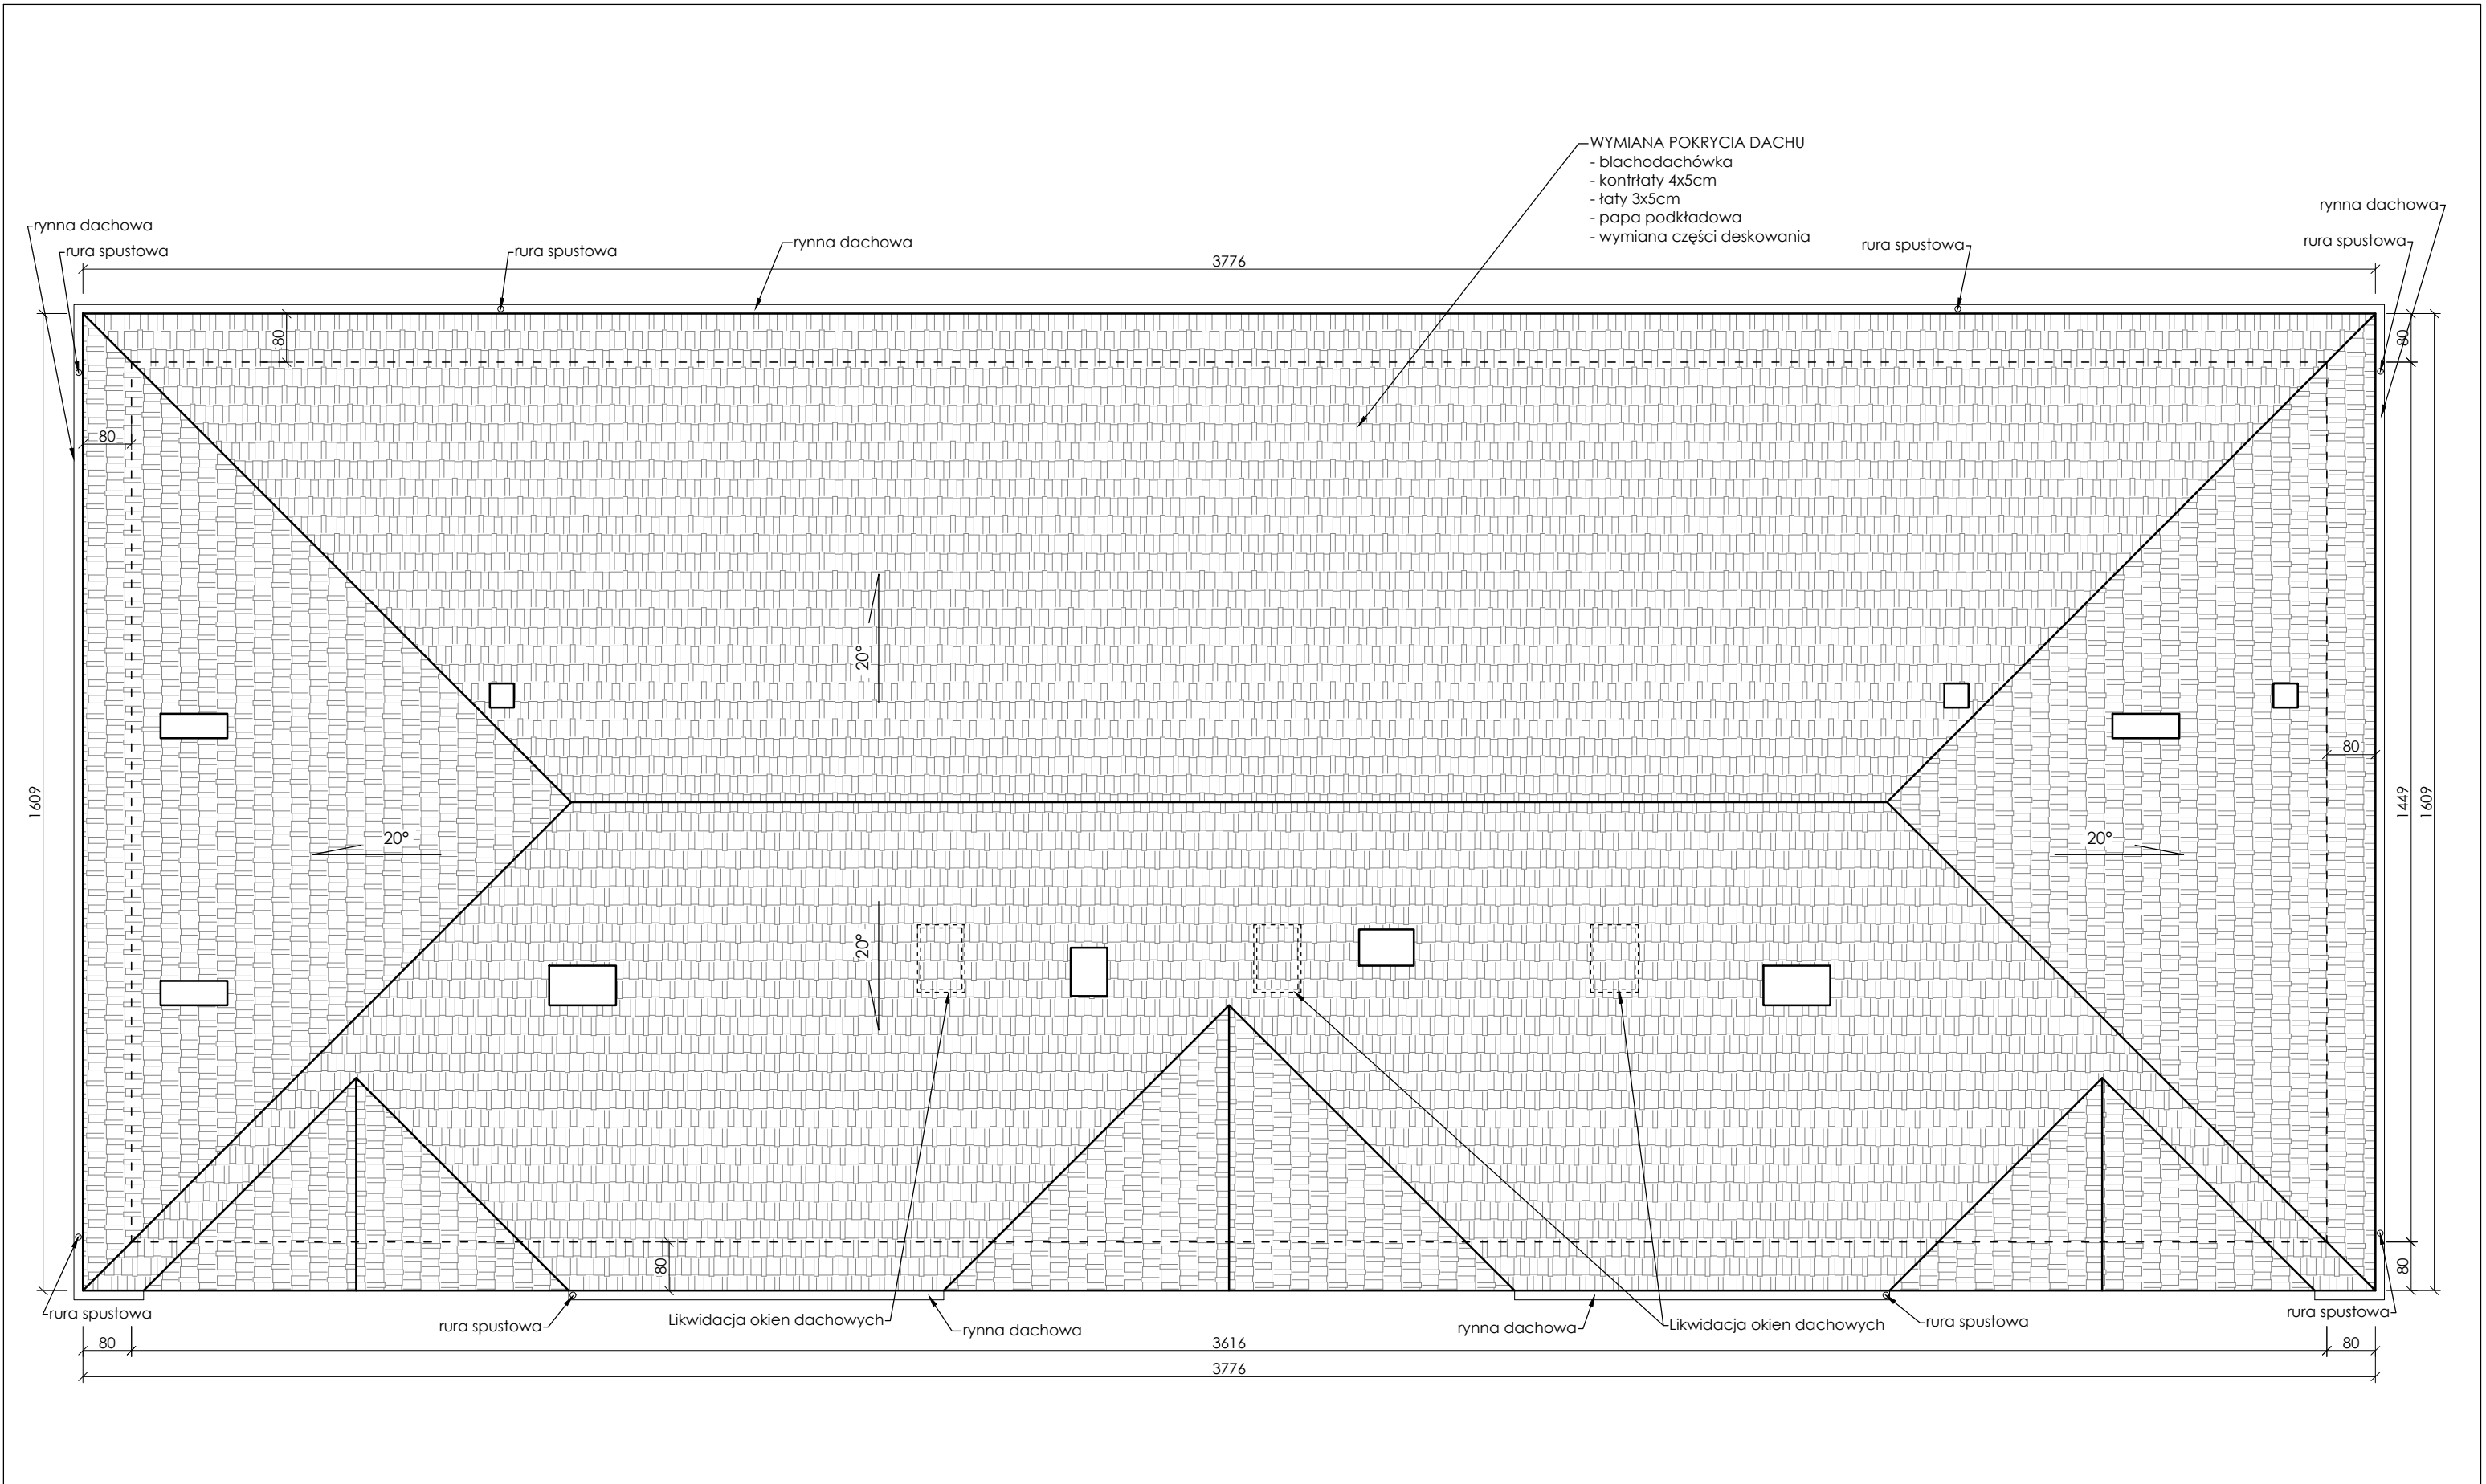 WYMIANA POKRYCIA DACHU
- blachodachówka
- kontrłaty 4x5cm
- łaty 3x5cm
- papa podkładowa
- wymiana części deskowania
rynna dachowa
rura spustowa
rura spustowa
rynna dachowa
rura spustowa
rynna dachowa
rura spustowa
3776
80
80
80
20°
80
1609
1449
1609
20°
20°
20°
80
80
rura spustowa
rura spustowa
Likwidacja okien dachowych
rynna dachowa
rynna dachowa
Likwidacja okien dachowych
rura spustowa
rura spustowa
80
3616
80
3776